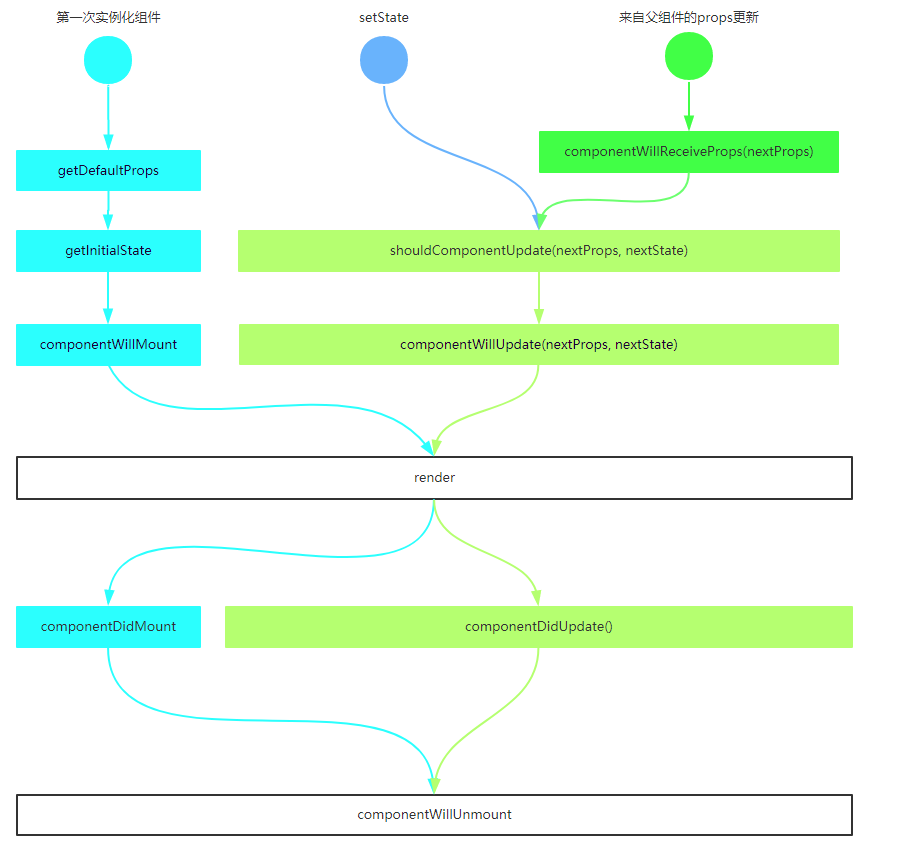 第一次实例化组件
setState
来自父组件的props更新
componentWillReceiveProps(nextProps)
getDefaultProps
getInitialState
shouldComponentUpdate(nextProps, nextState)
componentWillMount
componentWillUpdate(nextProps, nextState)
render
componentDidMount
componentDidUpdate()
componentWillUnmount